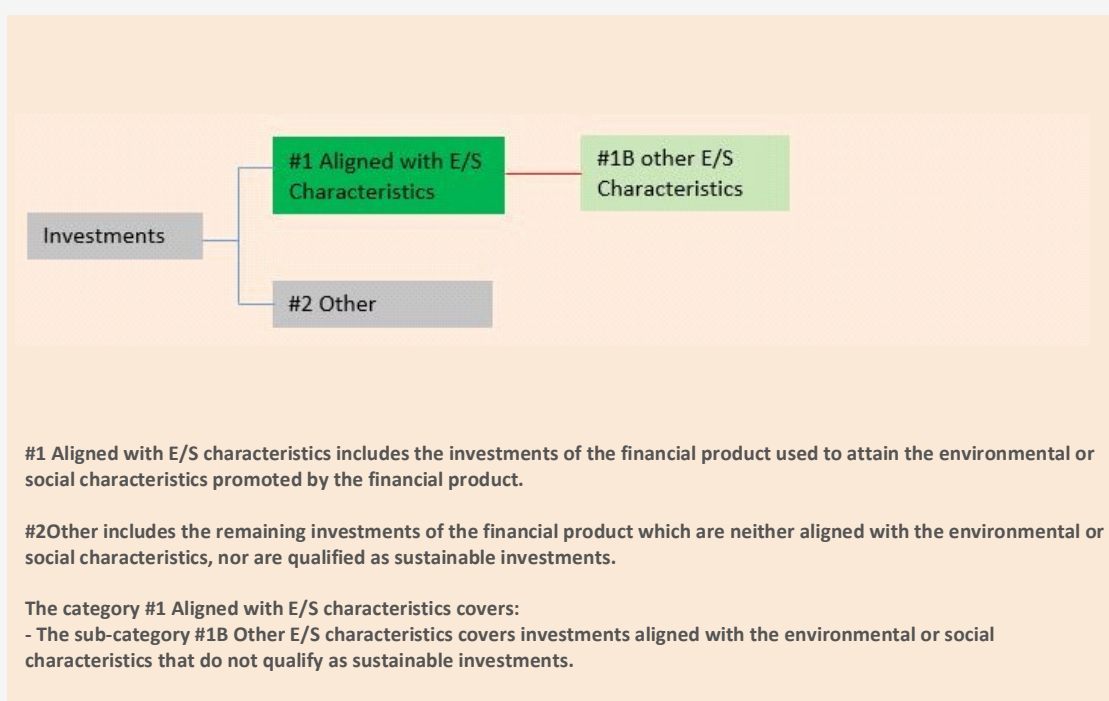 #1 Aligned with E/S
Characteristics
#1B other E/S
Characteristics
Investments
#2 Other
#1 Aligned with E/S characteristics includes the investments of the financial product used to attain the environmental or
social characteristics promoted by the financial product.
#2Other includes the remaining investments of the financial product which are neither aligned with the environmental or
social characteristics, nor are qualified as sustainable investments.
The category #1 Aligned with E/S characteristics covers:
- The sub-category #1B Other E/S characteristics covers investments aligned with the environmental or social
characteristics that do not qualify as sustainable investments.